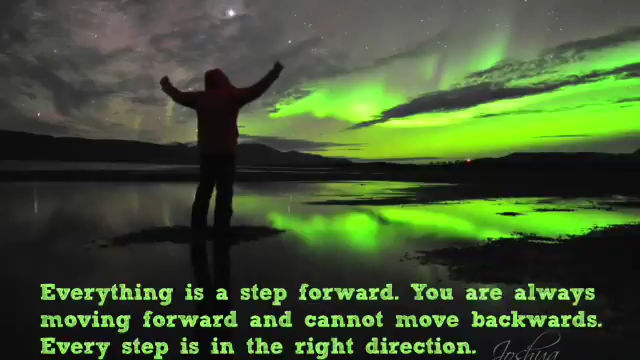 Everything is a step forward. You are always
moving forward and cannot move backwards.
Every step is in the right direction.
Joshua